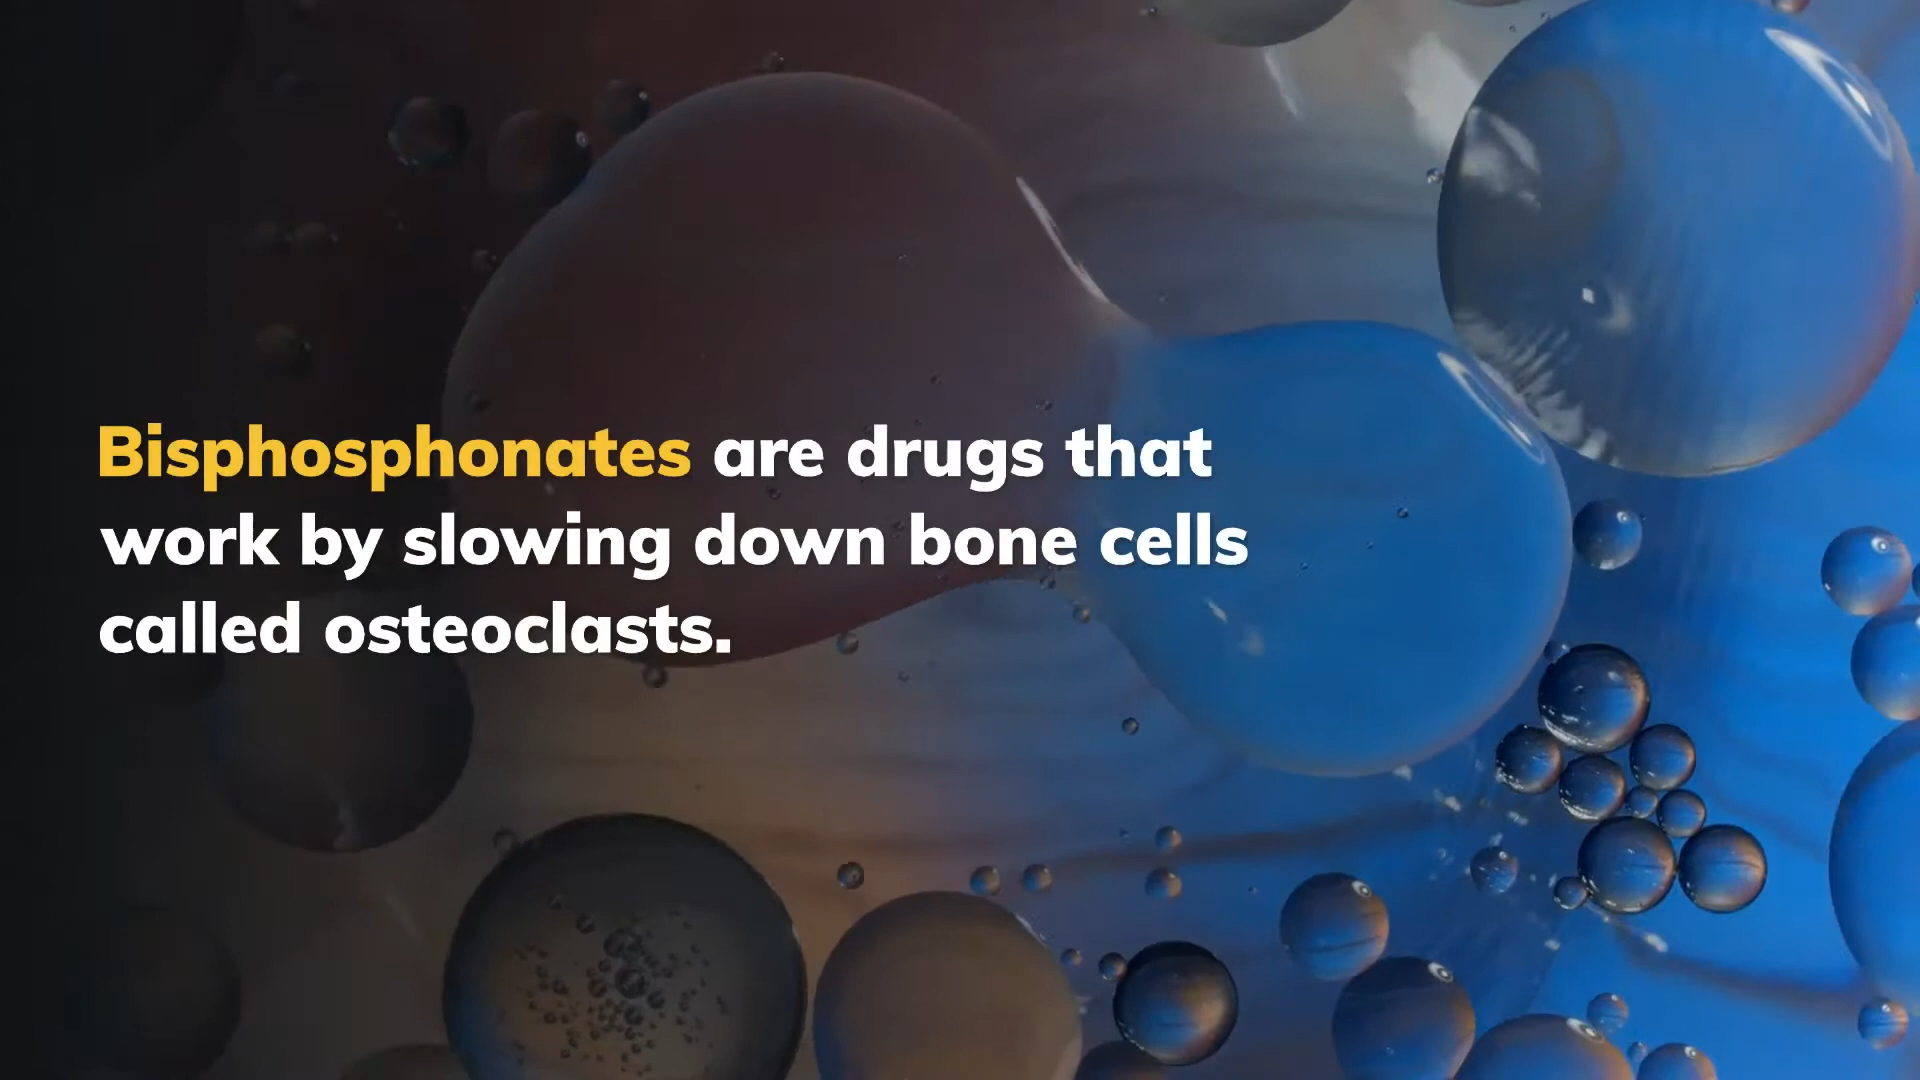 Bisphosphonates are drugs that
work by slowing down bone cells
called osteoclasts.